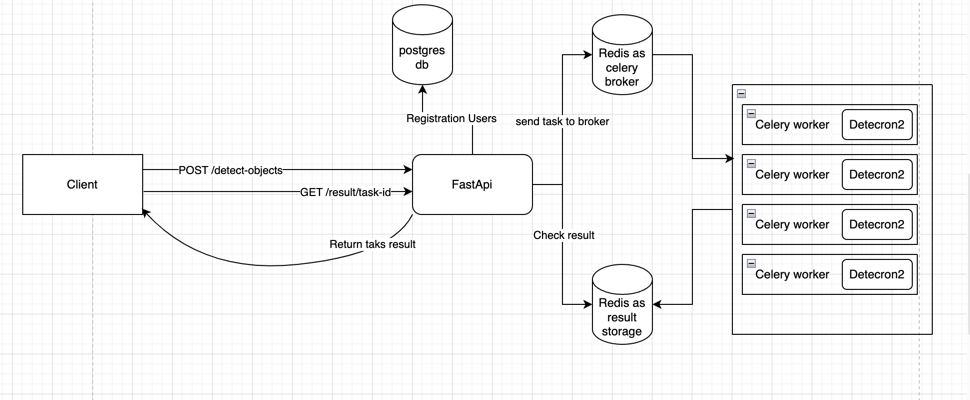 postgres
db
Redis as
celery
broker
Registration Users
send task to broker
Celery worker
Detecron2
Celery worker
Detecron2
Celery worker
Detecron2
Celery worker
Detecron2
Client
POST /detect-objects
GET /result/task-id
FastApi
Return taks result
Check result
Redis as
result
storage